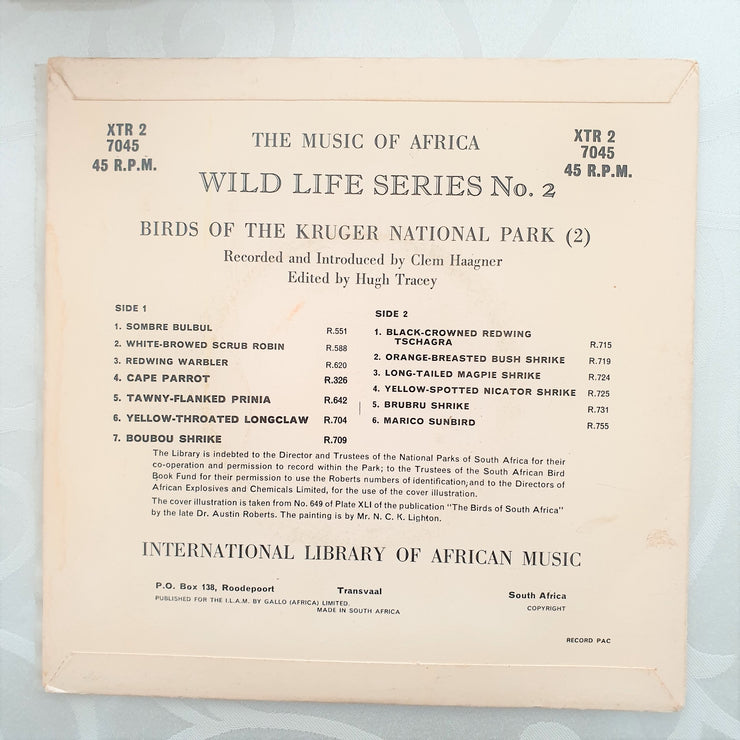 XTR 2
7045
45 R.P.M.
XTR 2
7045
45 R.P.M.
THE MUSIC OF AFRICA
WILD LIFE SERIES No. 2
BIRDS OF THE KRUGER NATIONAL PARK (2)
Recorded and Introduced by Clem Haagner
Edited by Hugh Tracey
SIDE 1
1. SOMBRE BULBUL R.551
2. WHITE-BROWED SCRUB ROBIN R.588
3. REDWING WARBLER R.620
4. CAPE PARROT R.326
5. TAWNY-FLANKED PRINIA R.642
6. YELLOW-THROATED LONGCLAW R.704
7. BOUBOU SHRIKE R.709
SIDE 2
1. BLACK-CROWNED REDWING
TSCHAGRA R.715
2. ORANGE-BREASTED BUSH SHRIKE R.719
3. LONG-TAILED MAGPIE SHRIKE R.724
4. YELLOW-SPOTTED NICATOR SHRIKE R.725
5. BRUBRU SHRIKE R.731
6. MARICO SUNBIRD R.755
The Library is indebted to the Director and Trustees of the National Parks of South Africa for their
co-operation and permission to record within the Park; to the Trustees of the South African Bird
Book Fund for their permission to use the Roberts numbers of identification; and to the Directors of
African Explosives and Chemicals Limited, for the use of the cover illustration.
The cover illustration is taken from No. 649 of Plate XLI of the publication "The Birds of South Africa"
by the late Dr. Austin Roberts. The painting is by Mr. N. C. K. Lighton.
INTERNATIONAL LIBRARY OF AFRICAN MUSIC
P.O. Box 138, Roodepoort Transvaal South Africa
PUBLISHED FOR THE I.L.A.M. BY GALLO (AFRICA) LIMITED. COPYRIGHT
MADE IN SOUTH AFRICA
RECORD PAC